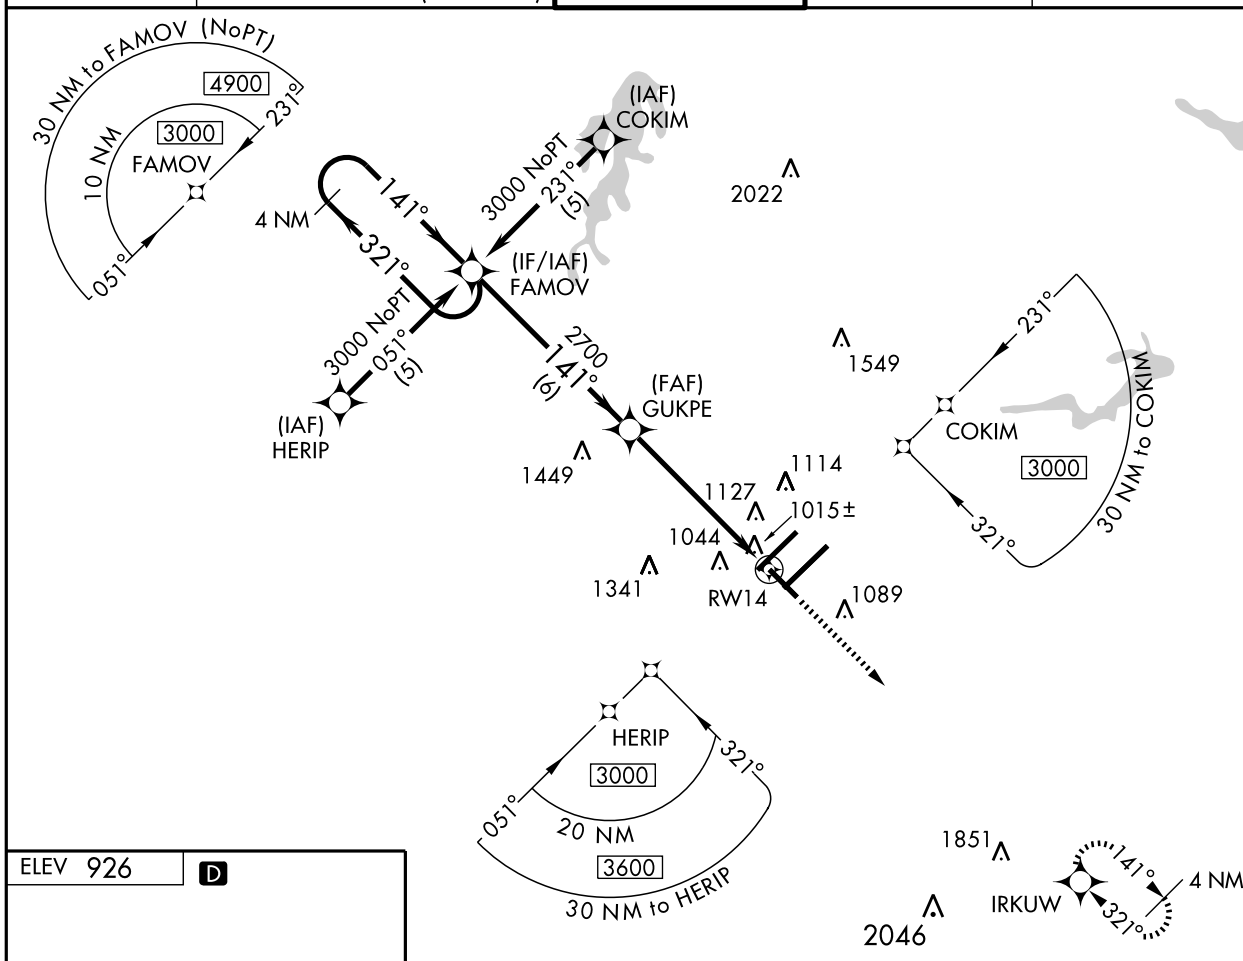 30 NM to FAMOV (NoPT)
4900
231°
10 NM
3000
FAMOV
051°
(IAF)
COKIM
3000 NoPT
231°
(5)
2022
141°
4 NM
321°
(IF/IAF)
FAMOV
3000 NoPT
051°
(5)
(IAF)
HERIP
2700
141°
(6)
(FAF)
GUKPE
1549
231°
COKIM
3000
30 NM to COKIM
321°
1449
1114
1127
1015±
1044
1341
RW14
1089
HERIP
3000
321°
051°
20 NM
3600
30 NM to HERIP
ELEV 926
D
1851
141°
4 NM
IRKUW
321°
2046